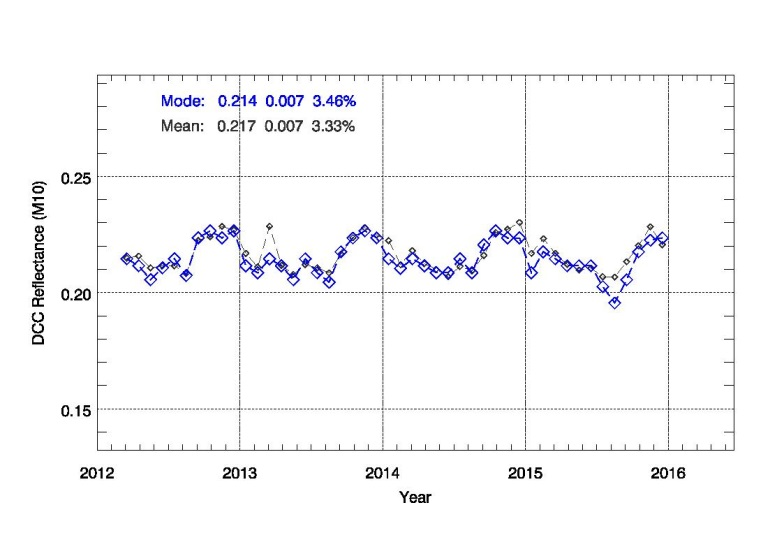 Mode: 0.214 0.007 3.46%
Mean: 0.217 0.007 3.33%
0.25
0.20
0.15
DCC Reflectance (M10)
2012 2013 2014 2015 2016
Year